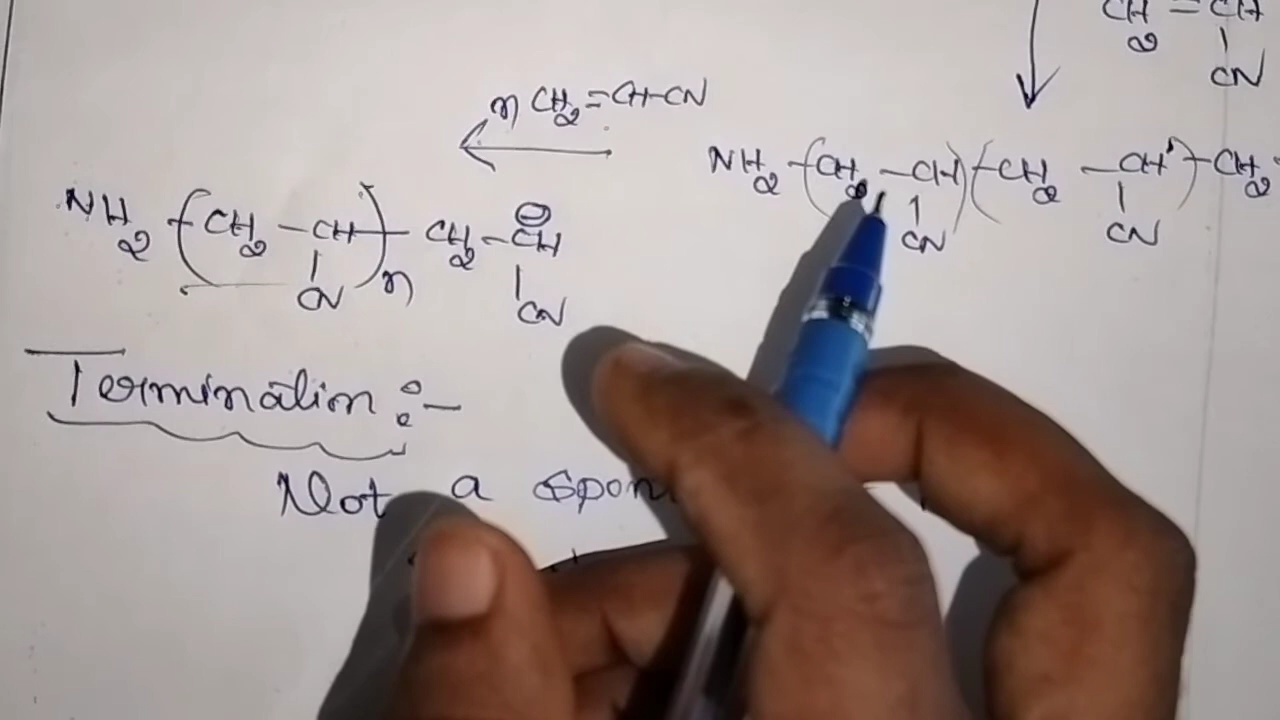 CH2 = CH
CN
n CH2=CH-CN
NH2 -(CH2 - CH)-(CH2 - CH)- CH2-
CN CN
NH2 -(CH2 - CH)n- CH2 - CH⊖
CN CN
Termination :-
Not a